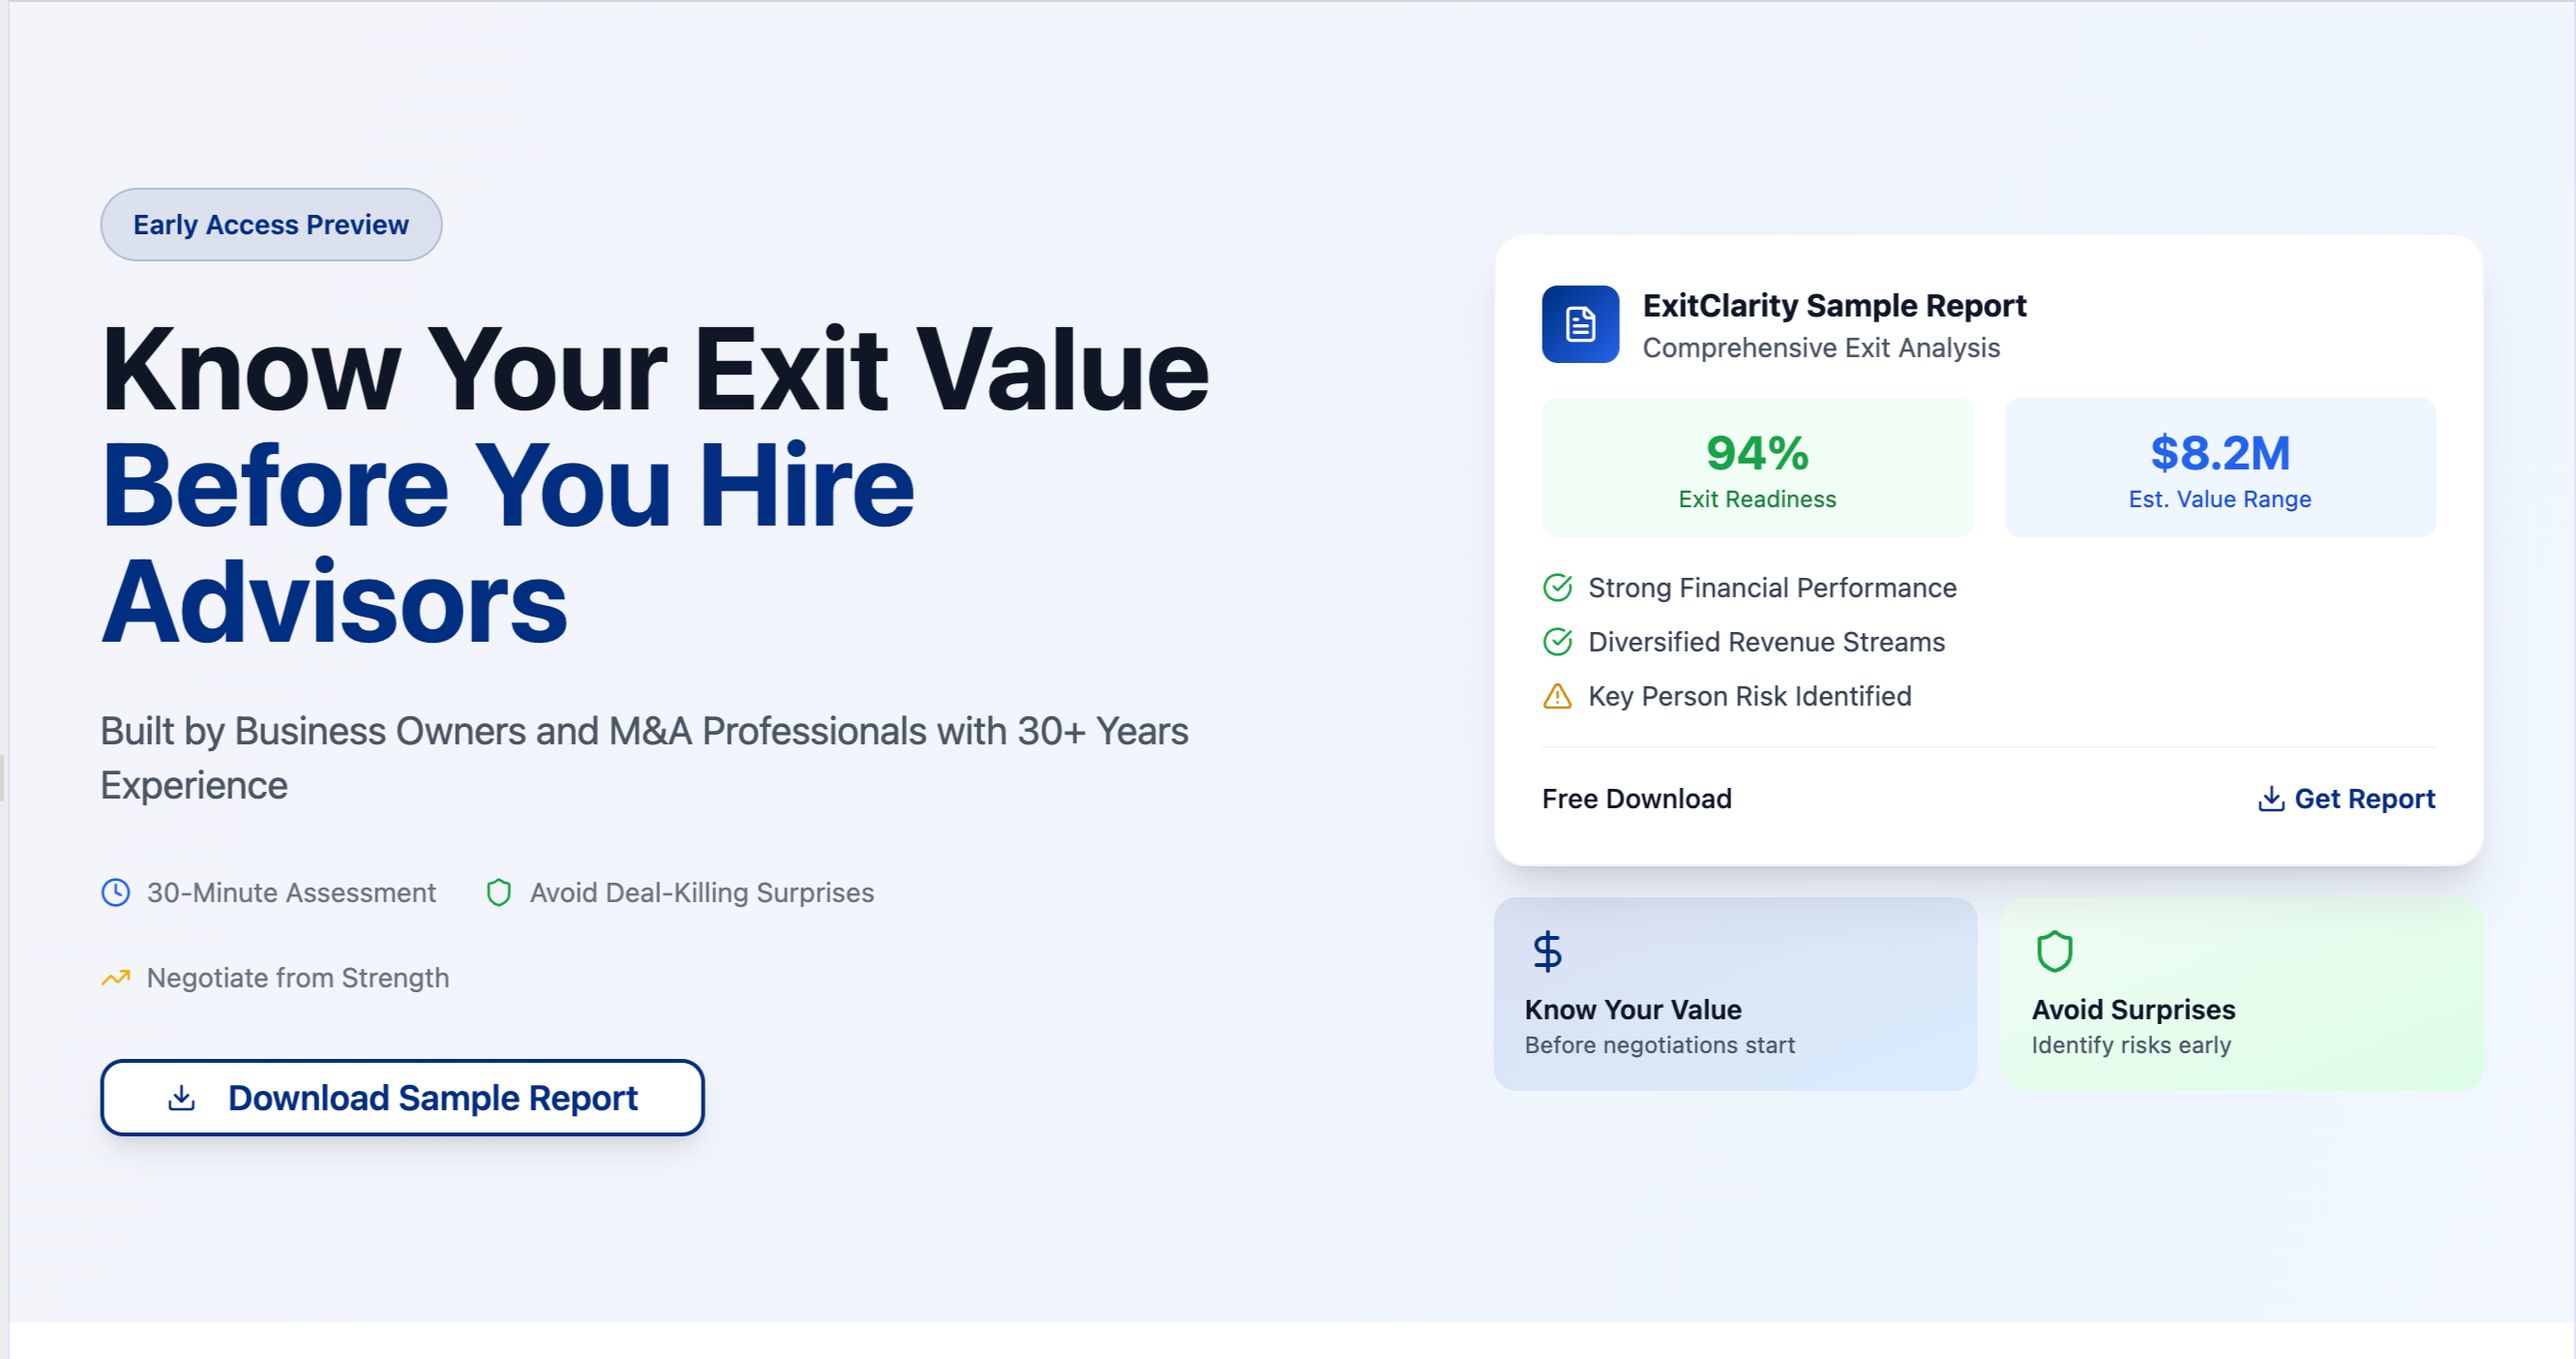 Early Access Preview
Know Your Exit Value
Before You Hire
Advisors
Built by Business Owners and M&A Professionals with 30+ Years
Experience
30-Minute Assessment
Avoid Deal-Killing Surprises
Negotiate from Strength
Download Sample Report
ExitClarity Sample Report
Comprehensive Exit Analysis
94%
Exit Readiness
$8.2M
Est. Value Range
Strong Financial Performance
Diversified Revenue Streams
Key Person Risk Identified
Free Download
Get Report
Know Your Value
Before negotiations start
Avoid Surprises
Identify risks early